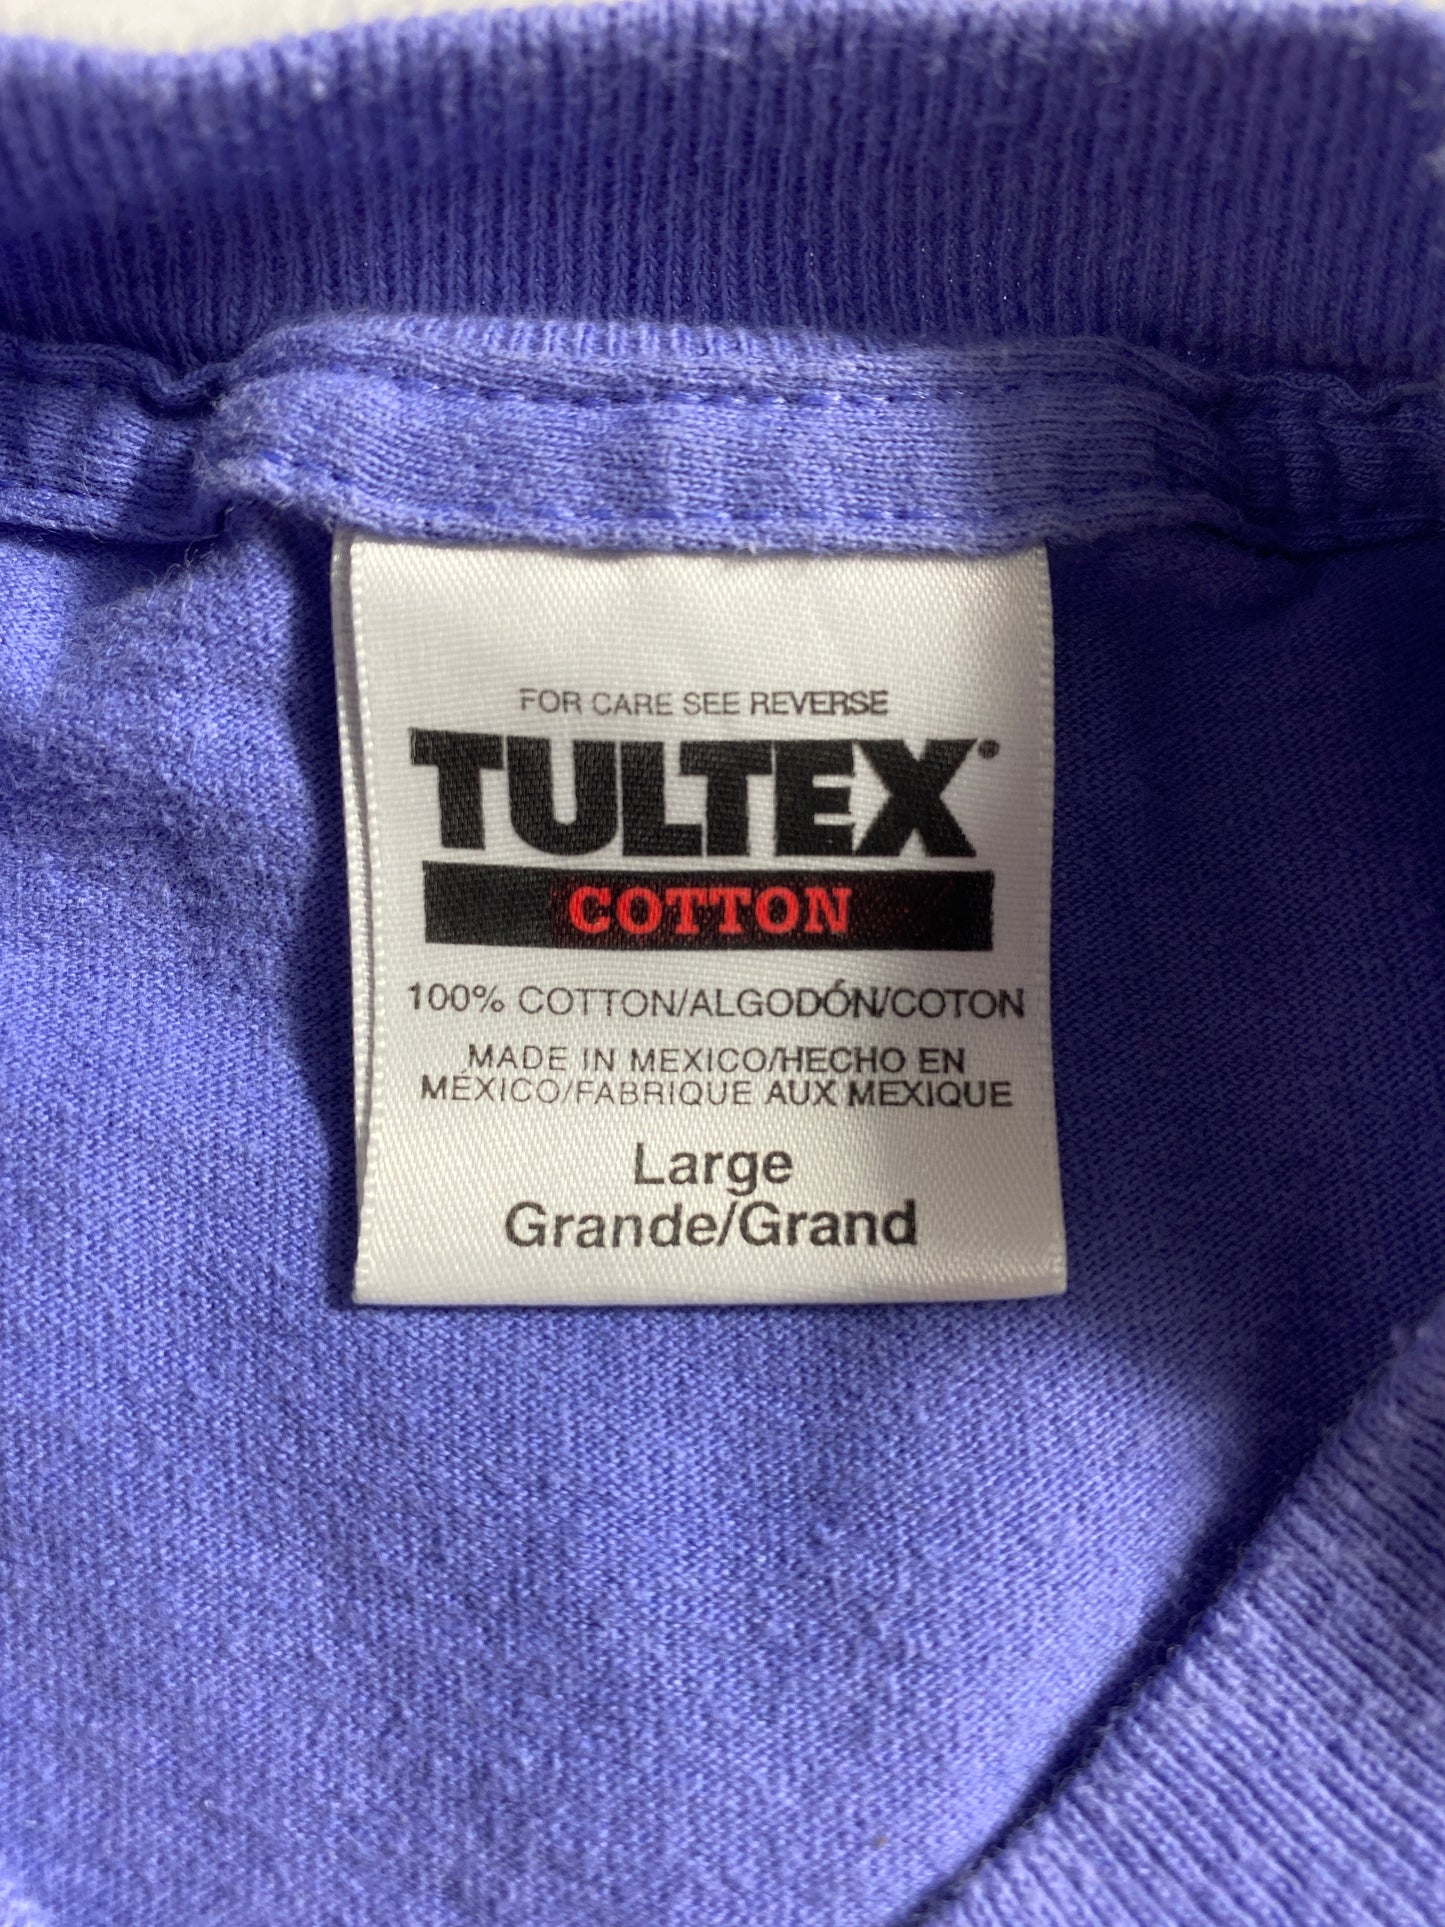 FOR CARE SEE REVERSE
TULTEX®
COTTON
100% COTTON/ALGODÓN/COTON
MADE IN MEXICO/HECHO EN
MÉXICO/FABRIQUE AUX MEXIQUE
Large
Grande/Grand